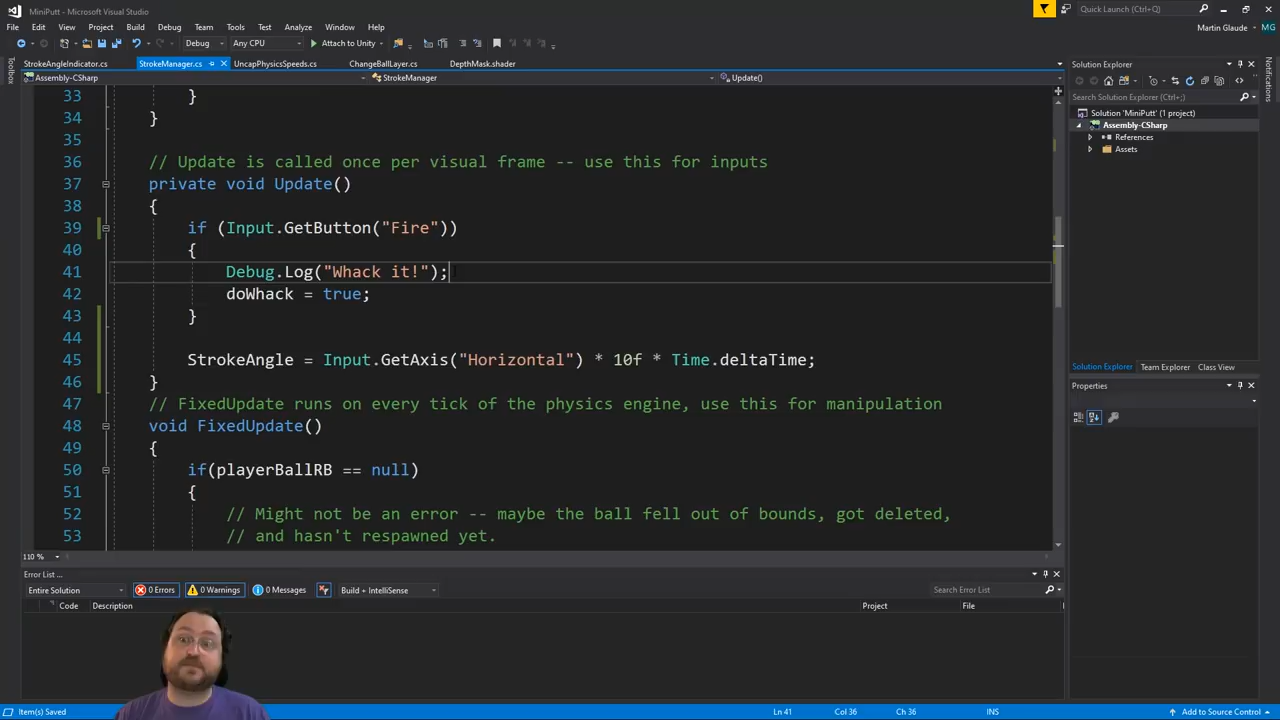 MiniPutt - Microsoft Visual Studio
Quick Launch (Ctrl+Q)
File Edit View Project Build Debug Team Tools Test Analyze Window Help
Martin Glaude MG
Debug Any CPU Attach to Unity
StrokeAngleIndicator.cs StrokeManager.cs UncapPhysicsSpeeds.cs ChangeBallLayer.cs DepthMask.shader
Assembly-CSharp StrokeManager Update()
Toolbox
33 }
34 }
35
36 // Update is called once per visual frame -- use this for inputs
37 private void Update()
38 {
39 if (Input.GetButton("Fire"))
40 {
41 Debug.Log("Whack it!");
42 doWhack = true;
43 }
44
45 StrokeAngle = Input.GetAxis("Horizontal") * 10f * Time.deltaTime;
46 }
47 // FixedUpdate runs on every tick of the physics engine, use this for manipulation
48 void FixedUpdate()
49 {
50 if(playerBallRB == null)
51 {
52 // Might not be an error -- maybe the ball fell out of bounds, got deleted,
53 // and hasn't respawned yet.
110 %
Error List ...
Entire Solution 0 Errors 0 Warnings 0 Messages Build + IntelliSense Search Error List
Code Description Project File
Item(s) Saved Ln 41 Col 36 Ch 36 INS Add to Source Control
Solution Explorer
Search Solution Explorer (Ctrl+;)
Solution 'MiniPutt' (1 project)
Assembly-CSharp
References
Assets
Solution Explorer Team Explorer Class View
Properties
Notifications